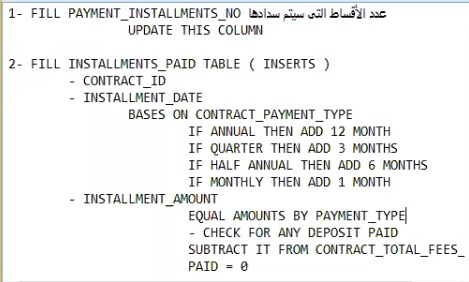 1- FILL PAYMENT_INSTALLMENTS_NO عدد الأقساط التى سيتم سدادها
UPDATE THIS COLUMN
2- FILL INSTALLMENTS_PAID TABLE ( INSERTS )
- CONTRACT_ID
- INSTALLMENT_DATE
BASES ON CONTRACT_PAYMENT_TYPE
IF ANNUAL THEN ADD 12 MONTH
IF QUARTER THEN ADD 3 MONTHS
IF HALF ANNUAL THEN ADD 6 MONTHS
IF MONTHLY THEN ADD 1 MONTH
- INSTALLMENT_AMOUNT
EQUAL AMOUNTS BY PAYMENT_TYPE
- CHECK FOR ANY DEPOSIT PAID
SUBTRACT IT FROM CONTRACT_TOTAL_FEES_
PAID = 0